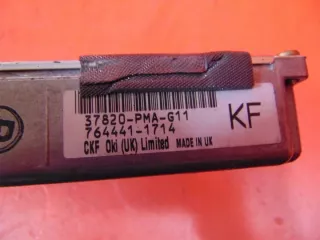 37820-PMA-G11
764441-1714
KF
CKF Oki (UK) Limited MADE IN UK